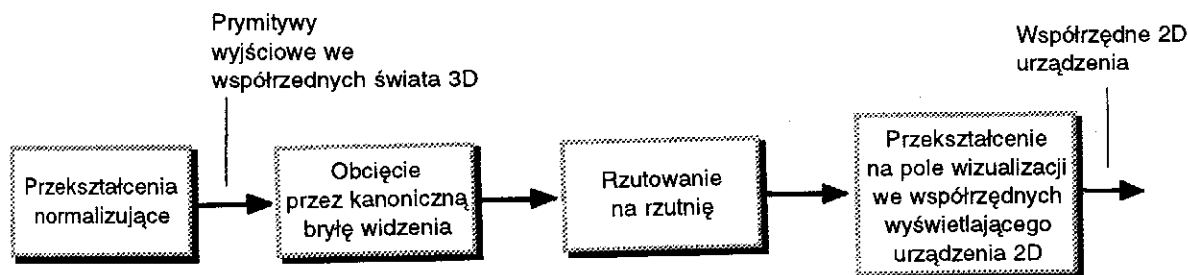 Prymitywy
wyjściowe we
współrzednych świata 3D
Współrzędne 2D
urządzenia
Przekształcenia
normalizujące
Obcięcie
przez kanoniczną
bryłę widzenia
Rzutowanie
na rzutnię
Przekształcenie
na pole wizualizacji
we współrzędnych
wyświetlającego
urządzenia 2D